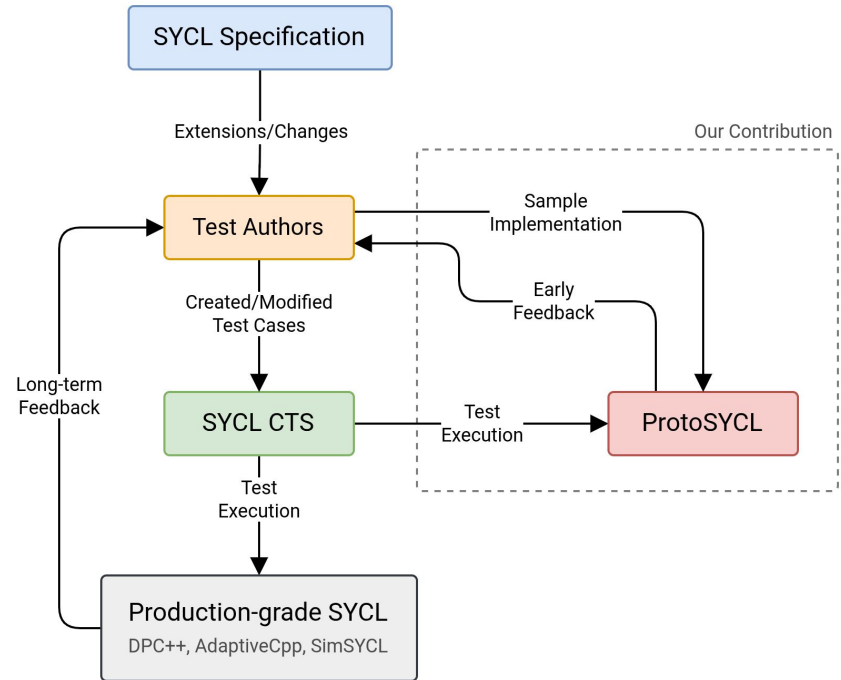 SYCL Specification
Extensions/Changes
Our Contribution
Test Authors
Sample
Implementation
Early
Feedback
Created/Modified
Test Cases
Long-term
Feedback
SYCL CTS
Test
Execution
ProtoSYCL
Test
Execution
Production-grade SYCL
DPC++, AdaptiveCpp, SimSYCL